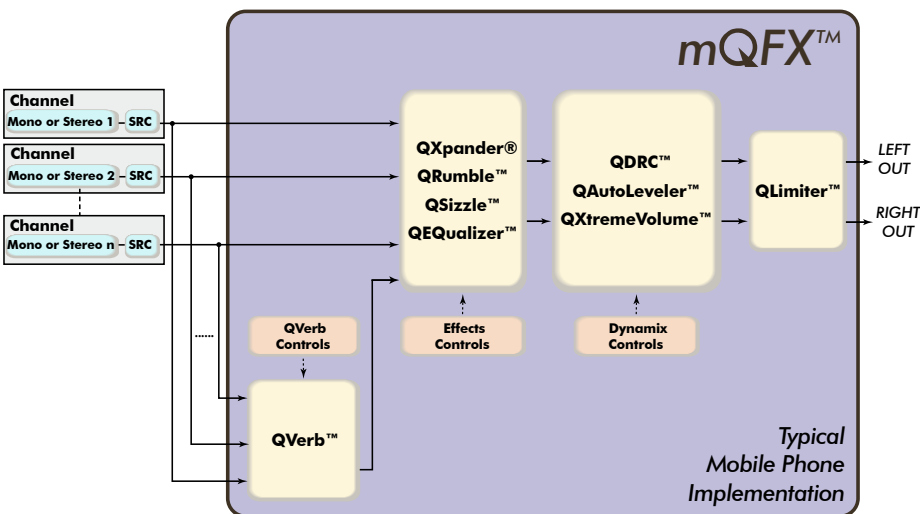 mQFX™
Channel
Mono or Stereo 1
SRC
Channel
Mono or Stereo 2
SRC
Channel
Mono or Stereo n
SRC
QXpander®
QRumble™
QSizzle™
QEQualizer™
QDRC™
QAutoLeveler™
QXtremeVolume™
QLimiter™
LEFT
OUT
RIGHT
OUT
......
QVerb
Controls
Effects
Controls
Dynamix
Controls
QVerb™
Typical
Mobile Phone
Implementation